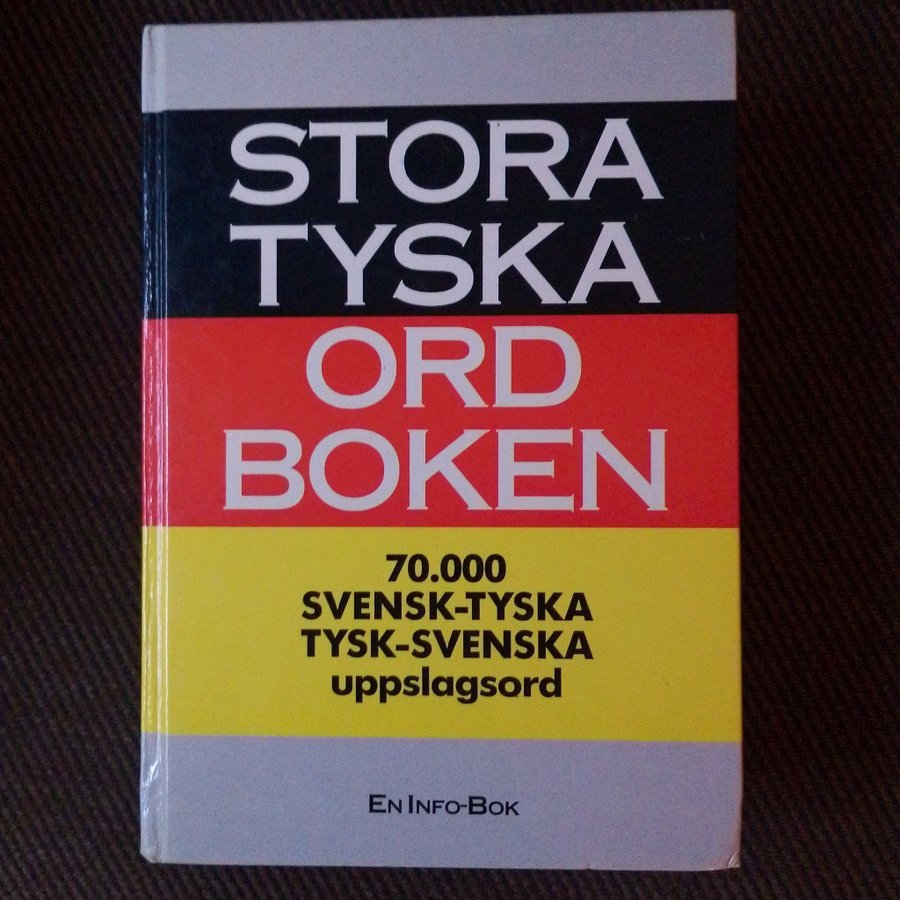 STORA
TYSKA
ORD
BOKEN
70.000
SVENSK-TYSKA
TYSK-SVENSKA
uppslagsord
EN INFO-BOK